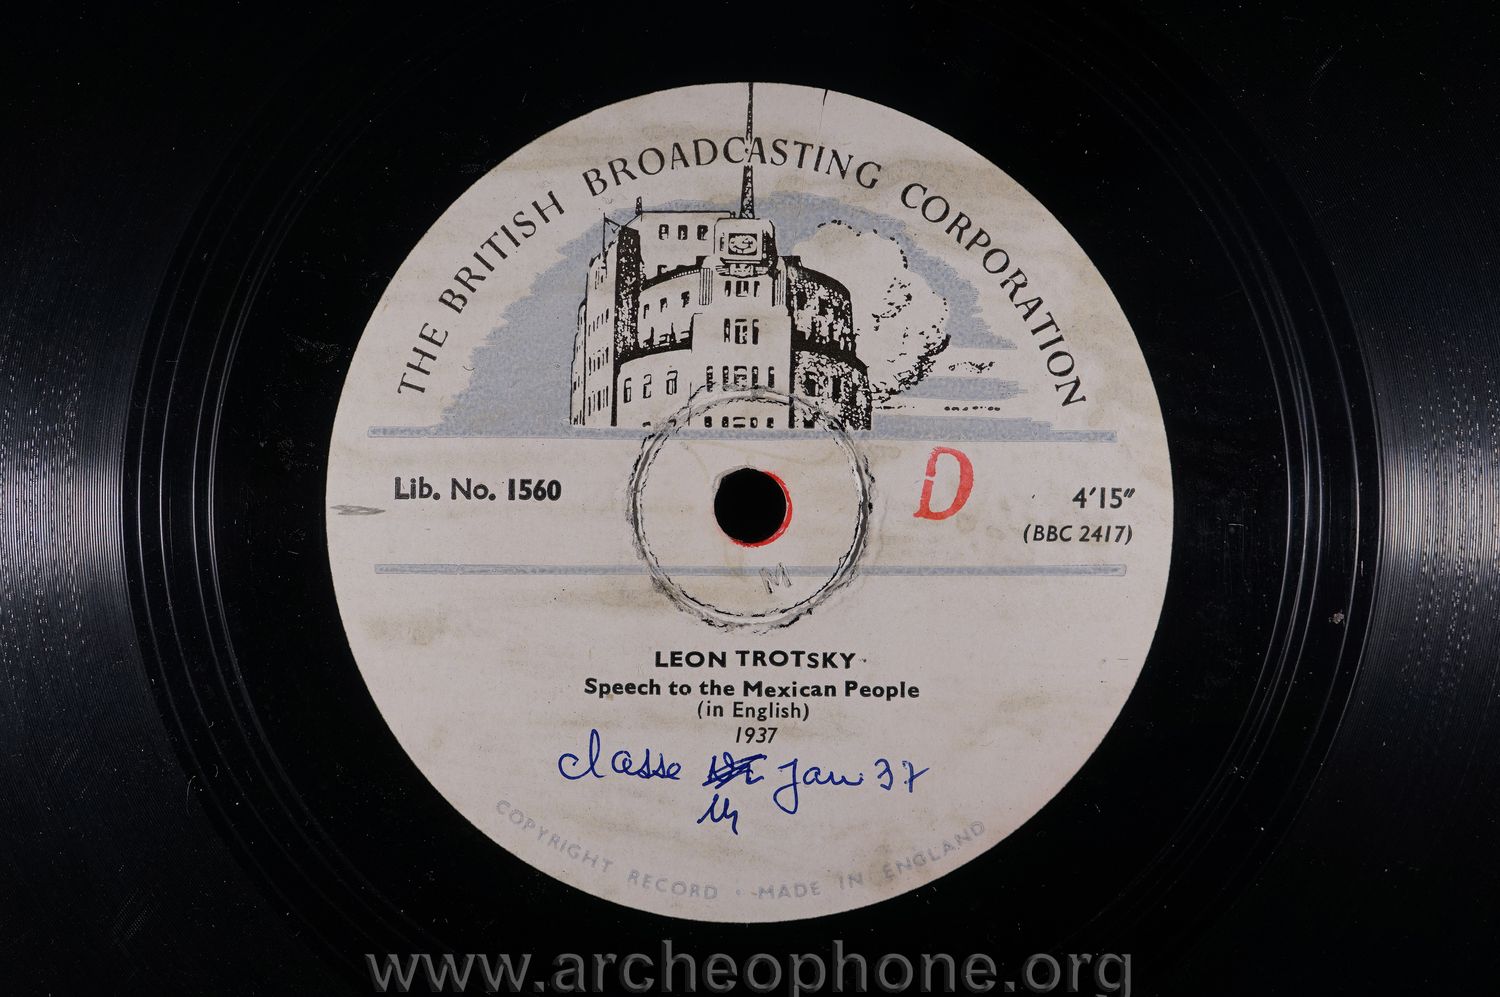 THE BRITISH BROADCASTING CORPORATION
Lib. No. 1560
D
4'15"
(BBC 2417)
M
LEON TROTSKY
Speech to the Mexican People
(in English)
1937
classe Jan 37
COPYRIGHT RECORD · MADE IN ENGLAND
www.archeophone.org